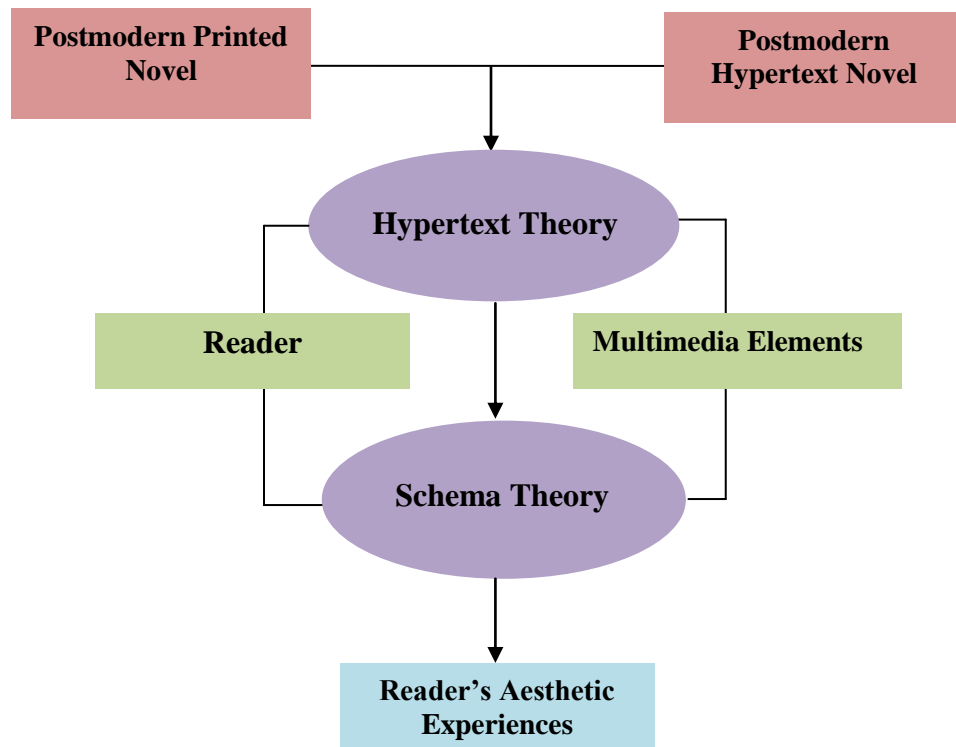 Postmodern Printed
Novel
Postmodern
Hypertext Novel
Hypertext Theory
Reader
Multimedia Elements
Schema Theory
Reader’s Aesthetic
Experiences